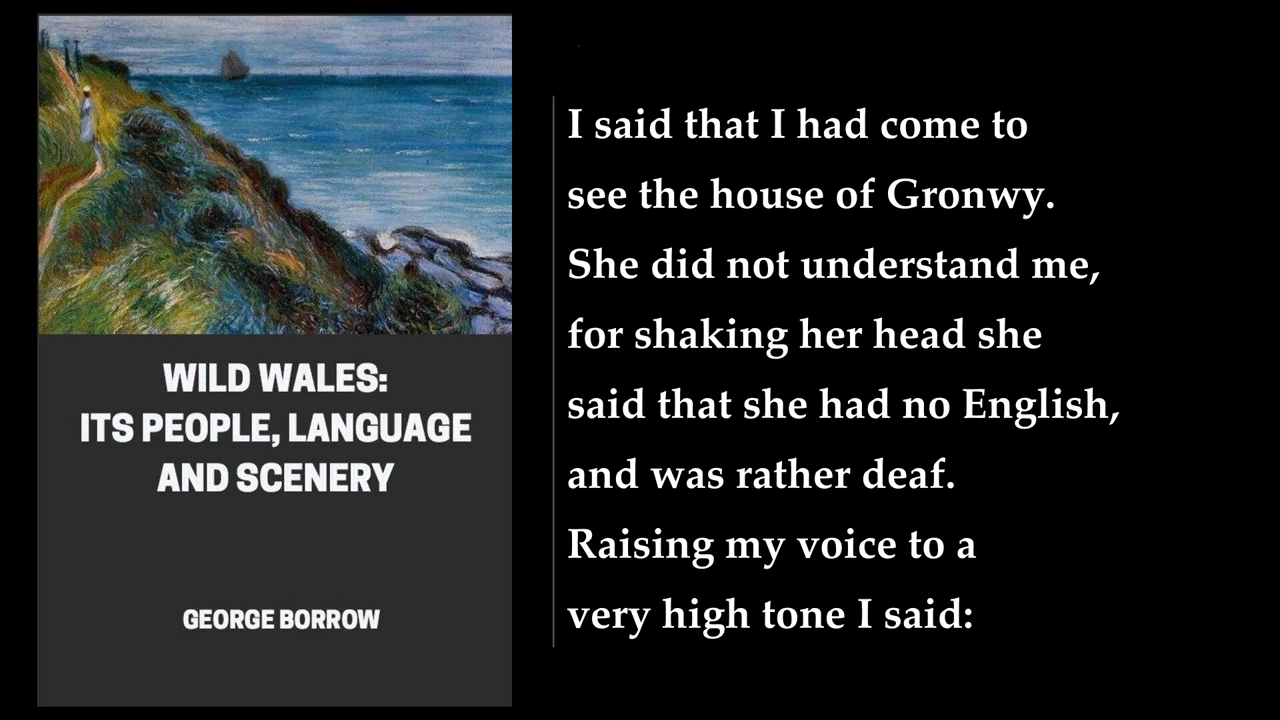 WILD WALES:
ITS PEOPLE, LANGUAGE
AND SCENERY
GEORGE BORROW
I said that I had come to
see the house of Gronwy.
She did not understand me,
for shaking her head she
said that she had no English,
and was rather deaf.
Raising my voice to a
very high tone I said: